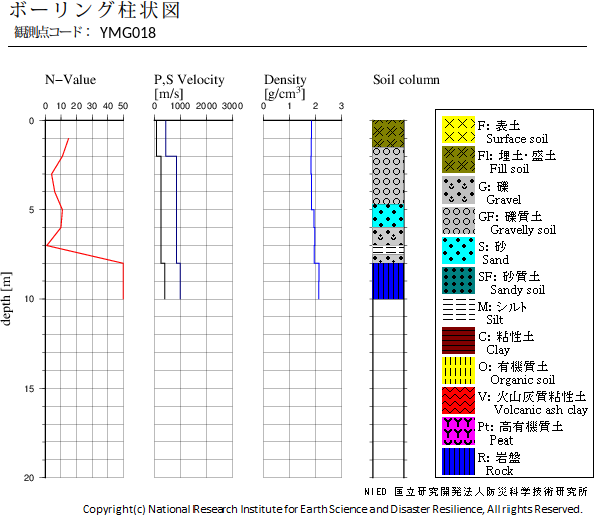 ボーリング柱状図
観測点コード： YMG018
N-Value
P,S Velocity
[m/s]
Density
[g/cm3]
Soil column
0 10 20 30 40 50
0 1000 2000 3000
0 1 2 3
0
5
10
15
20
depth [m]
F: 表土
Surface soil
Fl: 埋土・盛土
Fill soil
G: 礫
Gravel
GF: 礫質土
Gravelly soil
S: 砂
Sand
SF: 砂質土
Sandy soil
M: シルト
Silt
C: 粘性土
Clay
O: 有機質土
Organic soil
V: 火山灰質粘性土
Volcanic ash clay
Pt: 高有機質土
Peat
R: 岩盤
Rock
NIED 国立研究開発法人防災科学技術研究所
Copyright(c) National Research Institute for Earth Science and Disaster Resilience, All rights Reserved.